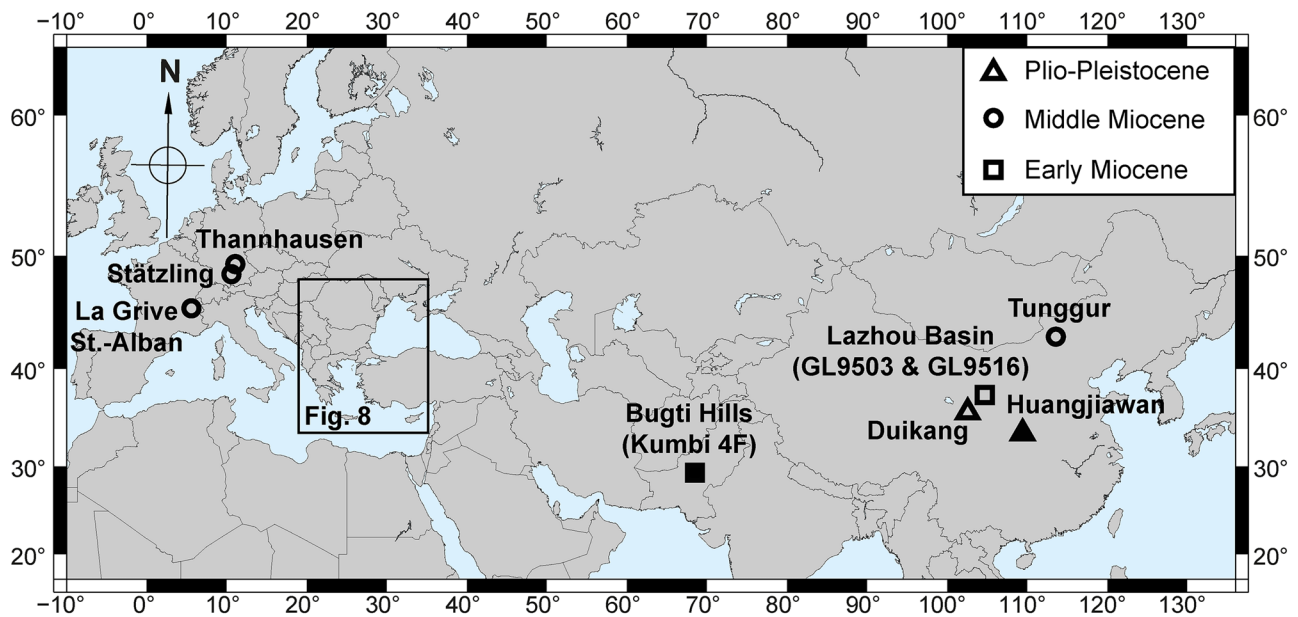 −10° 0° 10° 20° 30° 40° 50° 60° 70° 80° 90° 100° 110° 120° 130°
N
Plio-Pleistocene
Middle Miocene
Early Miocene
60° 60°
Thannhausen
50° 50°
Stätzling
La Grive
St.-Alban
Tunggur
Lazhou Basin
(GL9503 & GL9516)
40° 40°
Fig. 8
Bugti Hills
(Kumbi 4F)
Huangjiawan
Duikang
30° 30°
20° 20°
−10° 0° 10° 20° 30° 40° 50° 60° 70° 80° 90° 100° 110° 120° 130°